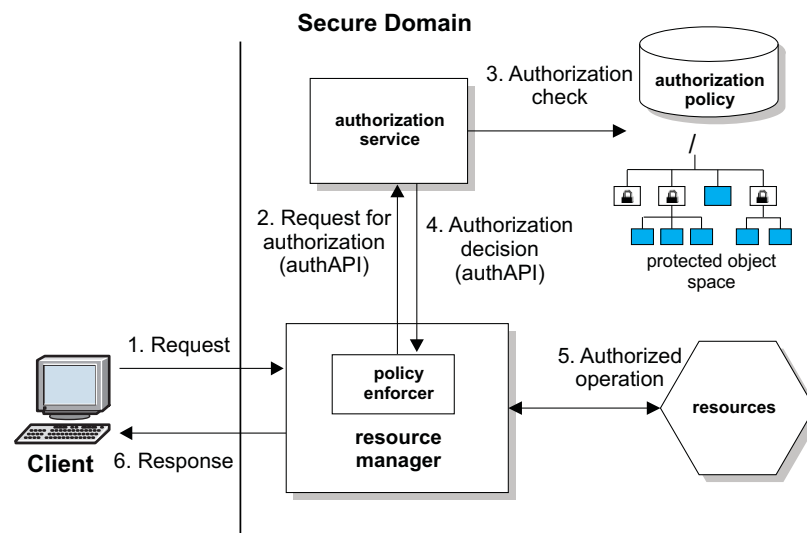 Secure Domain
authorization
service
3. Authorization
check
authorization
policy
/
2. Request for
authorization
(authAPI)
4. Authorization
decision
(authAPI)
protected object
space
1. Request
policy
enforcer
resource
manager
5. Authorized
operation
resources
Client
6. Response